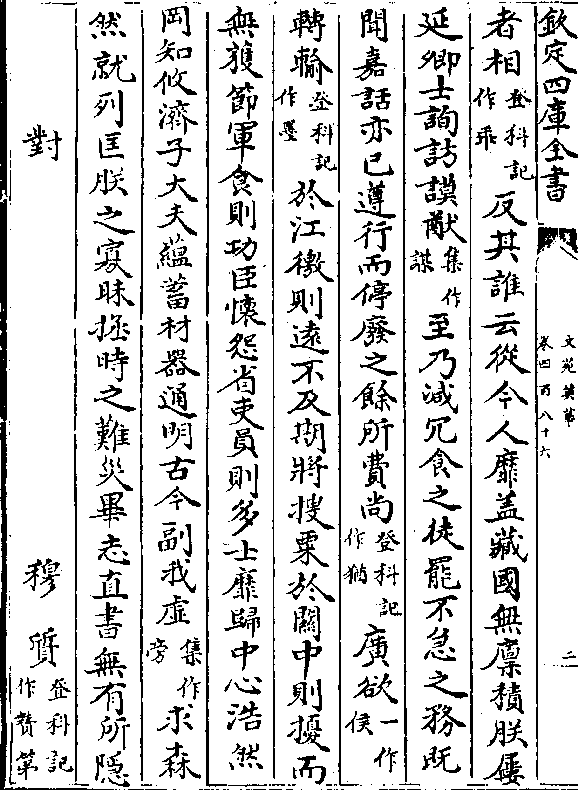 欽定四庫全書
文苑英華
卷四百八十六
二
者相登科記作乖反其誰云從今人靡盖藏國無廪積朕屢
延卿士詢訪謨猷集作謀至乃減冗食之徒罷不急之務既
聞嘉話亦已遵行而停廢之餘所費尚登科記作猶廣欲一作俟
轉輸登科記作粟於江徼則逺不及期將搜粟於關中則擾而
無獲節軍食則功臣懐怨省吏員則多士靡歸中心浩然
罔知攸濟子大夫蘊蓄材器通明古今副我虚集作旁求森
然就列匡朕之寡昧拯時之難災畢志直書無有所隠
對
穆質登科記作贊第